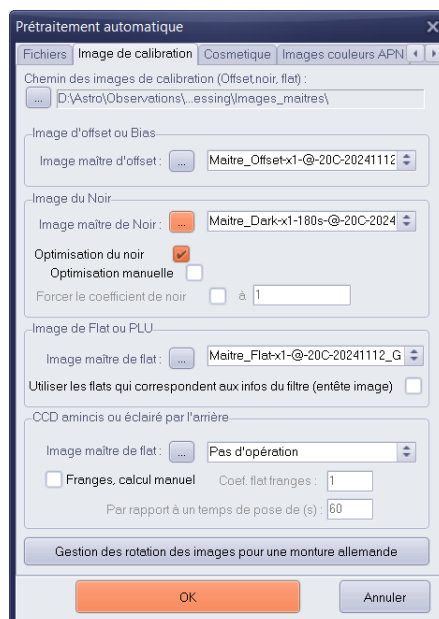 Prétraitement automatique
Fichiers Image de calibration Cosmetique Images couleurs APN
Chemin des images de calibration (Offset,noir, flat) :
... D:\Astro\Observations\...essing\Images_maitres\
Image d'offset ou Bias
Image maître d'offset : ... Maitre_Offset-x1-@-20C-20241112
Image du Noir
Image maître de Noir : ... Maitre_Dark-x1-180s-@-20C-2024
Optimisation du noir
Optimisation manuelle
Forcer le coefficient de noir à 1
Image de Flat ou PLU
Image maître de flat : ... Maitre_Flat-x1-@-20C-20241112_G
Utiliser les flats qui correspondent aux infos du filtre (entête image)
CCD amincis ou éclairé par l'arrière
Image maître de flat : ... Pas d'opération
Franges, calcul manuel Coef. flat franges : 1
Par rapport à un temps de pose de (s) : 60
Gestion des rotation des images pour une monture allemande
OK Annuler